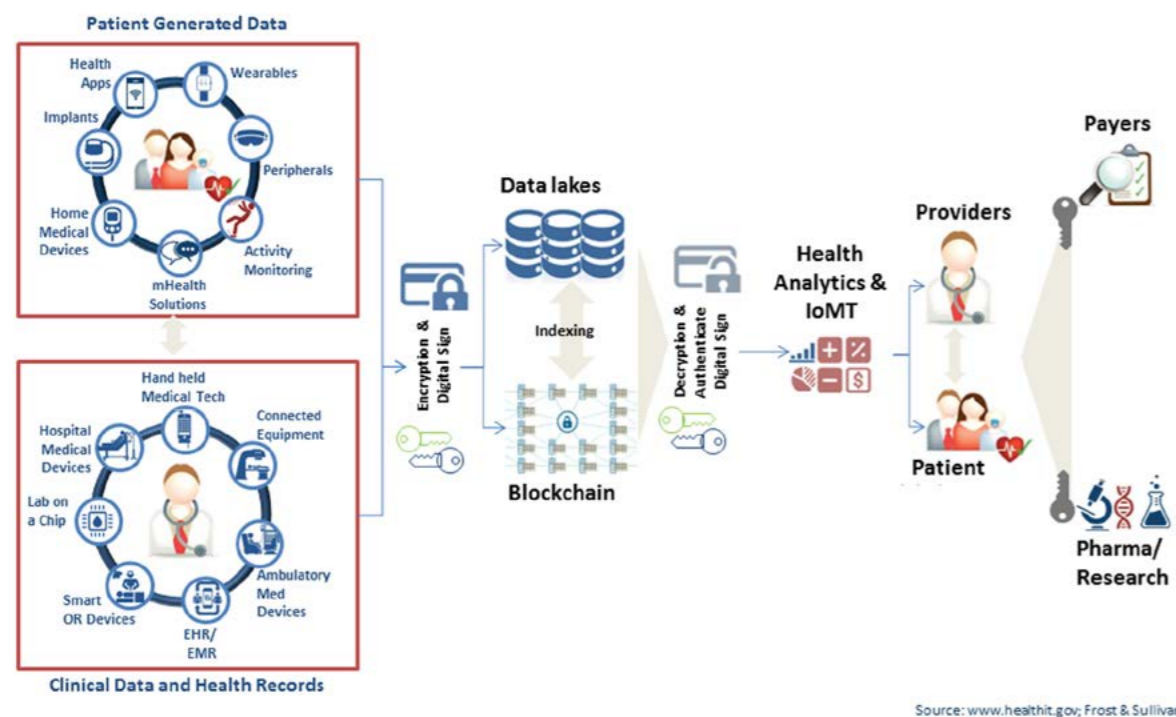 Patient Generated Data
Health
Apps
Wearables
Implants
Peripherals
Home
Medical
Devices
Activity
Monitoring
mHealth
Solutions
Hand held
Medical Tech
Connected
Equipment
Hospital
Medical
Devices
Lab on
a Chip
Ambulatory
Med
Devices
Smart
OR Devices
EHR/
EMR
Clinical Data and Health Records
Encryption &
Digital Sign
Data lakes
Indexing
Blockchain
Decryption &
Authenticate
Digital Sign
Health
Analytics &
IoMT
Providers
Patient
Payers
Pharma/
Research
Source: www.healthit.gov; Frost & Sullivan